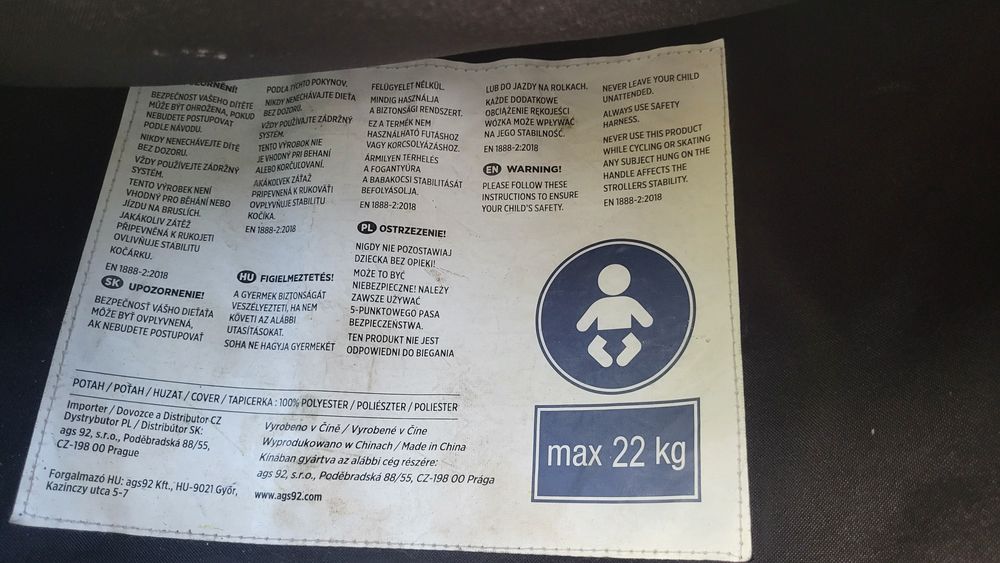 ZORNĚNÍ!
BEZPEČNOST VAŠEHO DÍTĚTE
MŮŽE BÝT OHROŽENA, POKUD
NEBUDETE POSTUPOVAT
PODLE NÁVODU.
NIKDY NENECHÁVEJTE DÍTĚ
BEZ DOZORU.
VŽDY POUŽÍVEJTE ZÁDRŽNÝ
SYSTÉM.
TENTO VÝROBEK NENÍ
VHODNÝ PRO BĚHÁNÍ NEBO
JÍZDU NA BRUSLÍCH.
JAKÁKOLIV ZÁTĚŽ
PŘIPEVNĚNÁ K RUKOJETI
OVLIVŇUJE STABILITU
KOČÁRKU.
EN 1888-2:2018
SK UPOZORNENIE!
BEZPEČNOSŤ VÁŠHO DIEŤAŤA
MÔŽE BYŤ OVPLYVNENÁ,
AK NEBUDETE POSTUPOVAŤ
PODĽA TÝCHTO POKYNOV.
NIKDY NENECHÁVAJTE DIEŤA
BEZ DOZORU.
VŽDY POUŽÍVAJTE ZÁDRŽNÝ
SYSTÉM.
TENTO VÝROBOK NIE
JE VHODNÝ PRI BEHANÍ
ALEBO KORČUĽOVANÍ.
AKÁKOĽVEK ZÁŤAŽ
PRIPEVNENÁ K RUKOVÄTI
OVPLYVŇUJE STABILITU
KOČÍKA.
EN 1888-2:2018
HU FIGIELMEZTETÉS!
A GYERMEK BIZTONSÁGÁT
VESZÉLYEZTETI, HA NEM
KÖVETI AZ ALÁBBI
UTASÍTÁSOKAT.
SOHA NE HAGYJA GYERMEKÉT
FELÜGYELET NÉLKÜL.
MINDIG HASZNÁLJA
A BIZTONSÁGI RENDSZERT.
EZ A TERMÉK NEM
HASZNÁLHATÓ FUTÁSHOZ
VAGY KORCSOLYÁZÁSHOZ.
ÁRMILYEN TERHELÉS
A FOGANTYÚRA
A BABAKOCSI STABILITÁSÁT
BEFOLYÁSOLJA.
EN 1888-2:2018
PL OSTRZEZENIE!
NIGDY NIE POZOSTAWIAJ
DZIECKA BEZ OPIEKI!
MOŻE TO BYĆ
NIEBEZPIECZNE! NALEŻY
ZAWSZE UŻYWAĆ
5-PUNKTOWEGO PASA
BEZPIECZEŃSTWA.
TEN PRODUKT NIE JEST
ODPOWIEDNI DO BIEGANIA
LUB DO JAZDY NA ROLKACH.
KAŻDE DODATKOWE
OBCIĄŻENIE RĘKOJEŚCI
WÓZKA MOŻE WPŁYWAĆ
NA JEGO STABILNOŚĆ.
EN 1888-2:2018
EN WARNING!
PLEASE FOLLOW THESE
INSTRUCTIONS TO ENSURE
YOUR CHILD'S SAFETY.
NEVER LEAVE YOUR CHILD
UNATTENDED.
ALWAYS USE SAFETY
HARNESS.
NEVER USE THIS PRODUCT
WHILE CYCLING OR SKATING
ANY SUBJECT HUNG ON THE
HANDLE AFFECTS THE
STROLLERS STABILITY.
EN 1888-2:2018
max 22 kg
POTAH / POŤAH / HUZAT / COVER / TAPICERKA : 100% POLYESTER / POLIÉSZTER / POLIESTER
Importer / Dovozce a Distributor CZ
Dystrybutor PL / Distribútor SK:
ags 92, s.r.o., Poděbradská 88/55,
CZ-198 00 Prague
Forgalmazó HU: ags92 Kft., HU-9021 Győr,
Kazinczy utca 5-7
Vyrobeno v Číně / Vyrobené v Číne
Wyprodukowano w Chinach / Made in China
Kínában gyártva az alábbi cég részére:
ags 92, s.r.o., Poděbradská 88/55, CZ-198 00 Prága
www.ags92.com